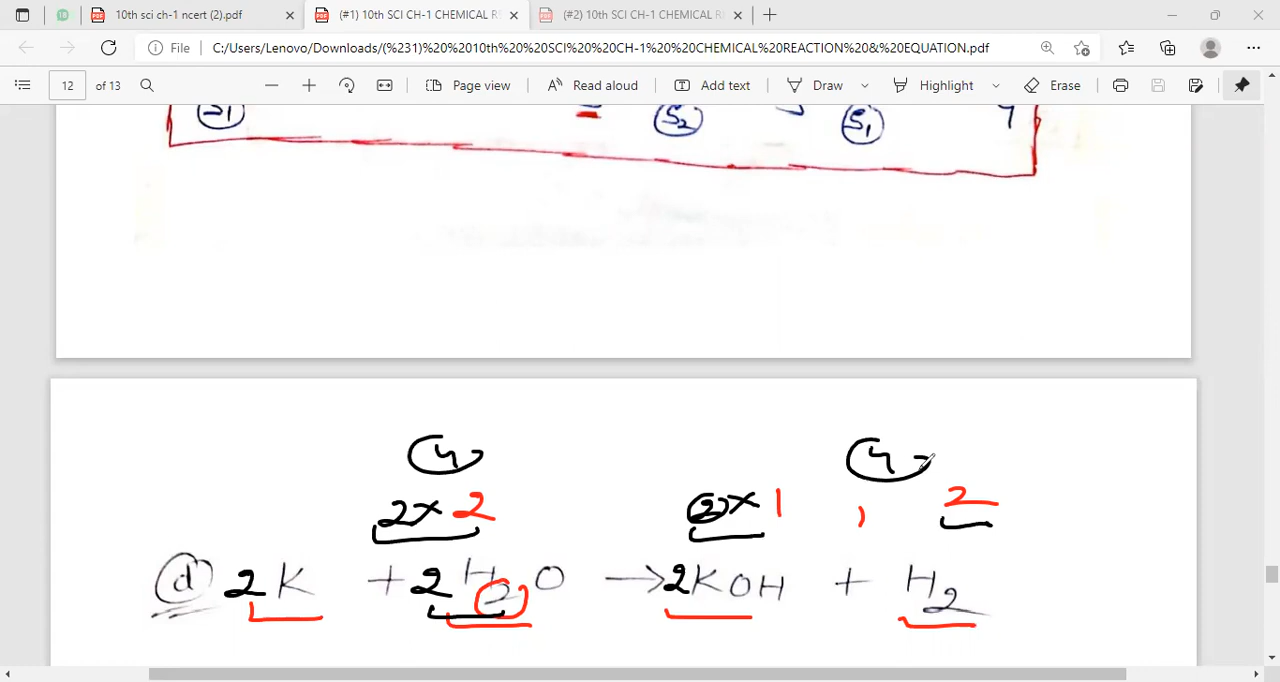 10th sci ch-1 ncert (2).pdf
(#1) 10th SCI CH-1 CHEMICAL R
(#2) 10th SCI CH-1 CHEMICAL R
File C:/Users/Lenovo/Downloads/(%231)%20%2010th%20%20SCI%20%20CH-1%20%20CHEMICAL%20REACTION%20&%20EQUATION.pdf
12 of 13 Page view Read aloud Add text Draw Highlight Erase
S1 S2 S1
4 4
2x 2 2x 1 , 2
d 2K + 2H2O → 2KOH + H2